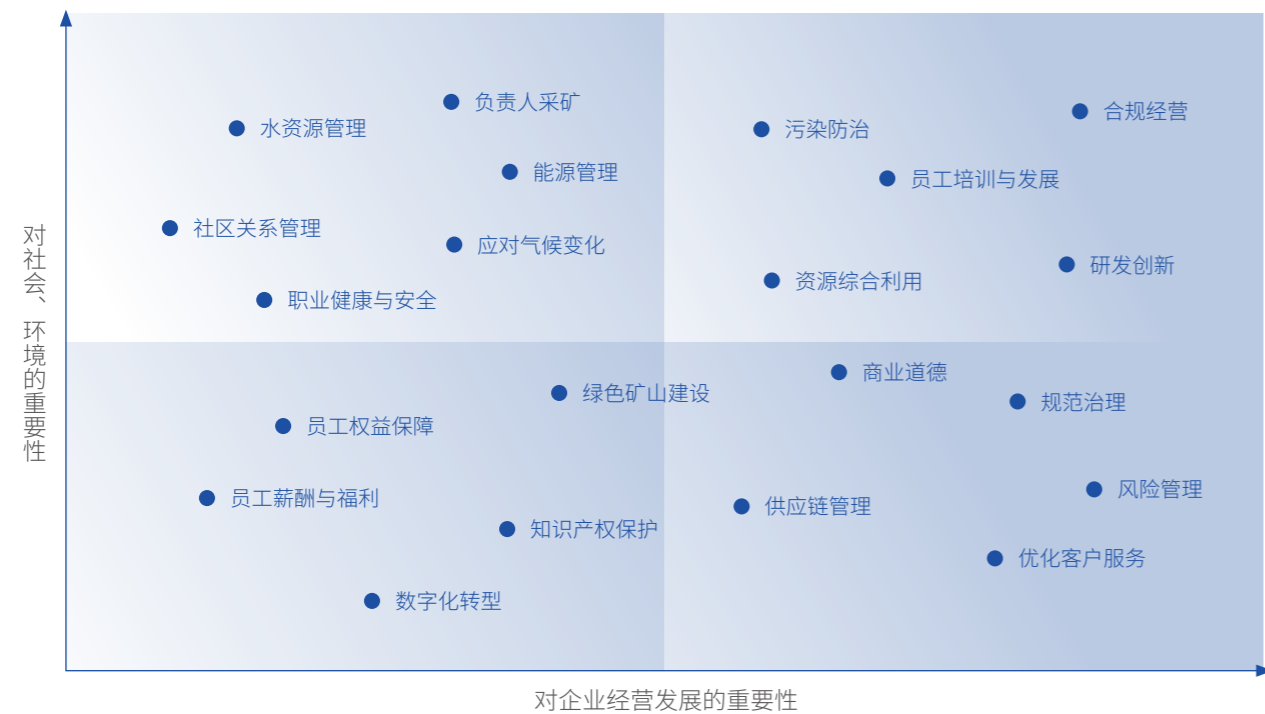 负责人采矿
合规经营
水资源管理
污染防治
能源管理
员工培训与发展
社区关系管理
应对气候变化
研发创新
资源综合利用
职业健康与安全
对社会、环境的重要性
商业道德
绿色矿山建设
规范治理
员工权益保障
风险管理
员工薪酬与福利
供应链管理
知识产权保护
优化客户服务
数字化转型
对企业经营发展的重要性